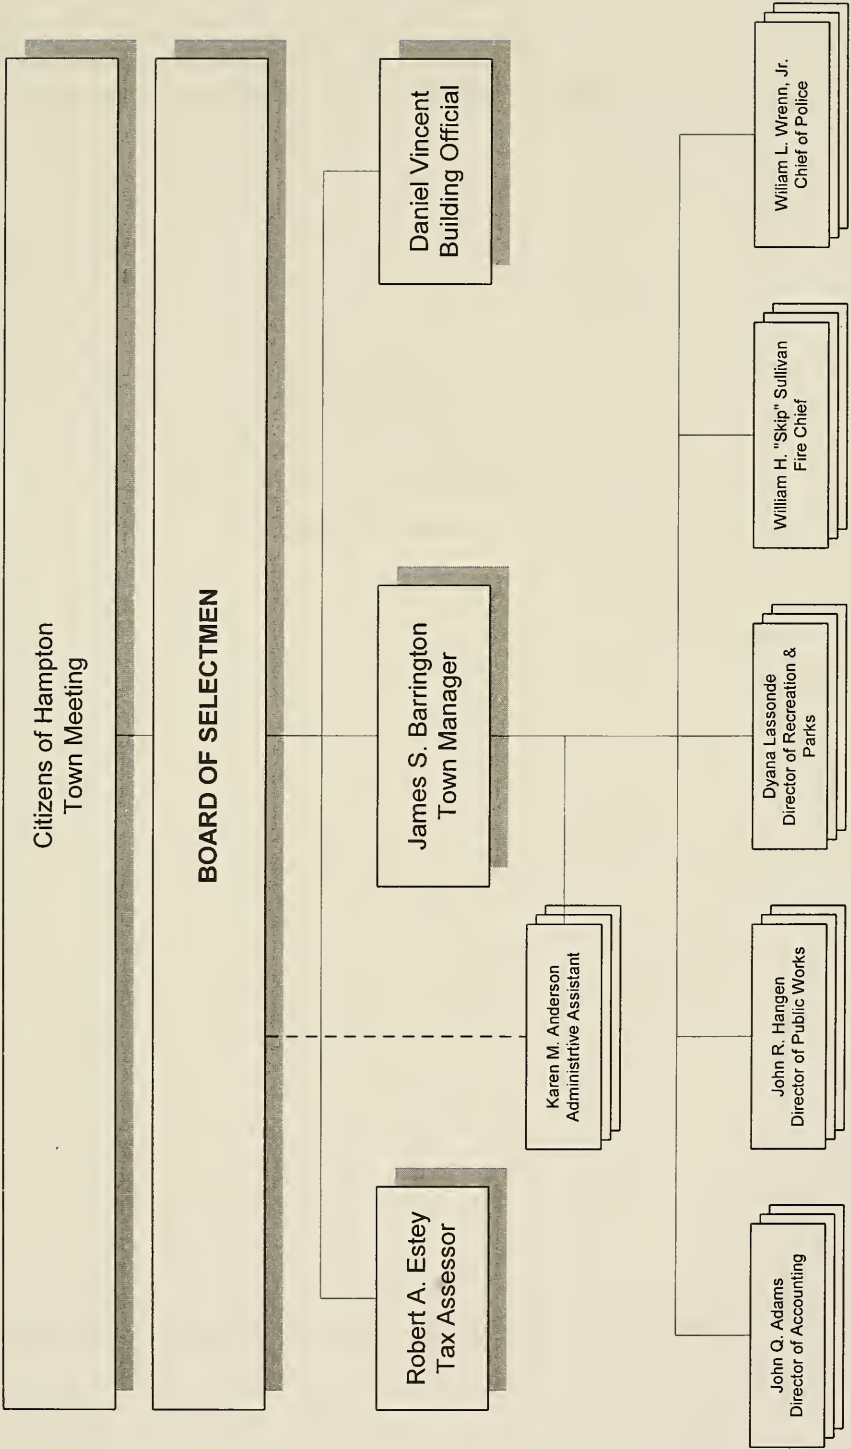 Citizens of Hampton
Town Meeting
BOARD OF SELECTMEN
Robert A. Estey
Tax Assessor
James S. Barrington
Town Manager
Daniel Vincent
Building Official
Karen M. Anderson
Administrtive Assistant
John Q. Adams
Director of Accounting
John R. Hangen
Director of Public Works
Dyana Lassonde
Director of Recreation &
Parks
William H. "Skip" Sullivan
Fire Chief
Wiliam L. Wrenn, Jr.
Chief of Police